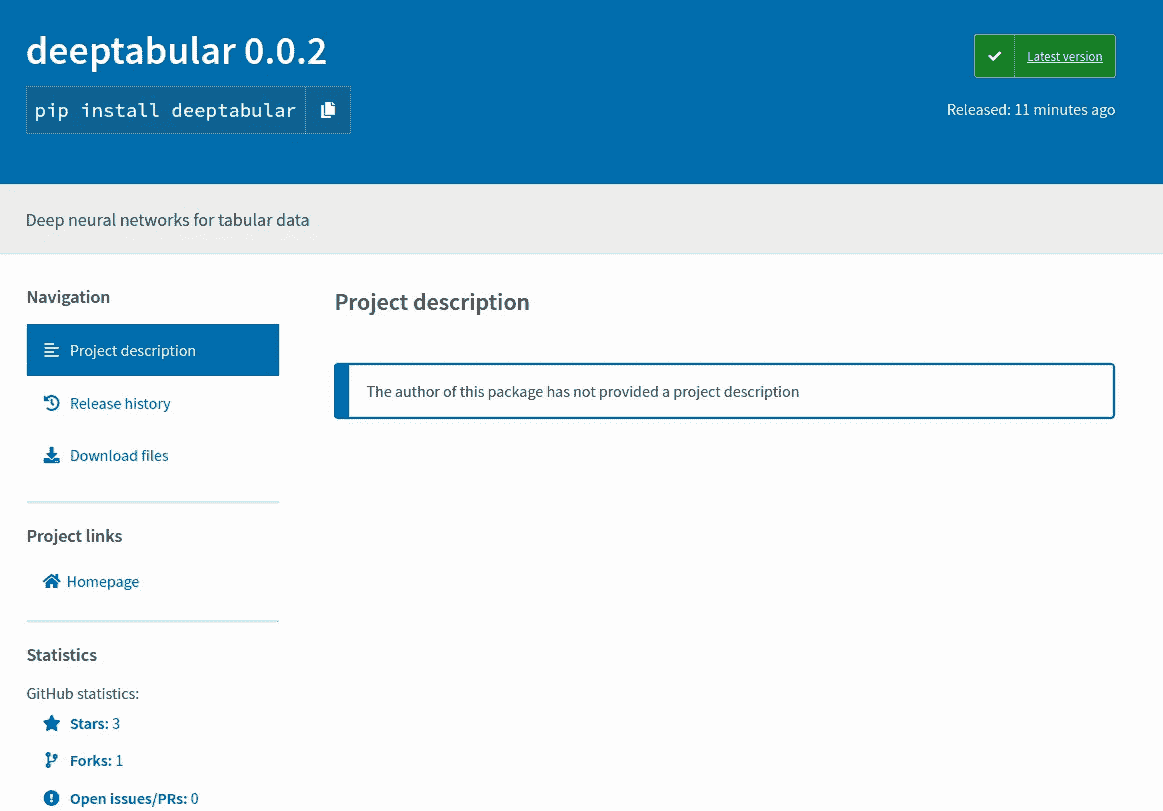 deeptabular 0.0.2
pip install deeptabular
Latest version
Released: 11 minutes ago
Deep neural networks for tabular data
Navigation
Project description
Release history
Download files
Project links
Homepage
Statistics
GitHub statistics:
Stars: 3
Forks: 1
Open issues/PRs: 0
Project description
The author of this package has not provided a project description